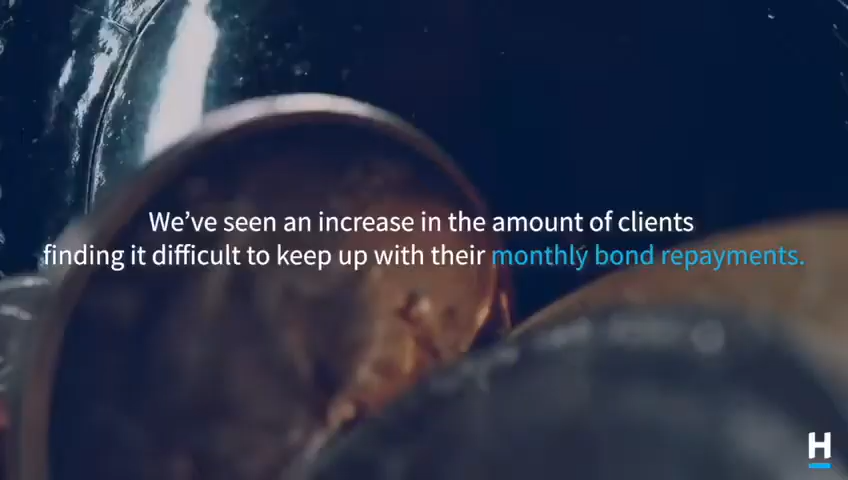 We've seen an increase in the amount of clients
finding it difficult to keep up with their monthly bond repayments.
H